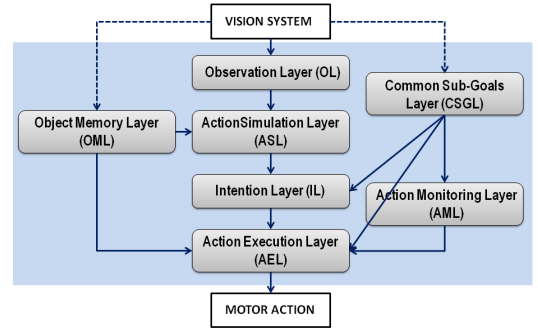 VISION SYSTEM
Observation Layer (OL)
Common Sub-Goals
Layer (CSGL)
Object Memory Layer
(OML)
ActionSimulation Layer
(ASL)
Intention Layer (IL)
Action Monitoring Layer
(AML)
Action Execution Layer
(AEL)
MOTOR ACTION